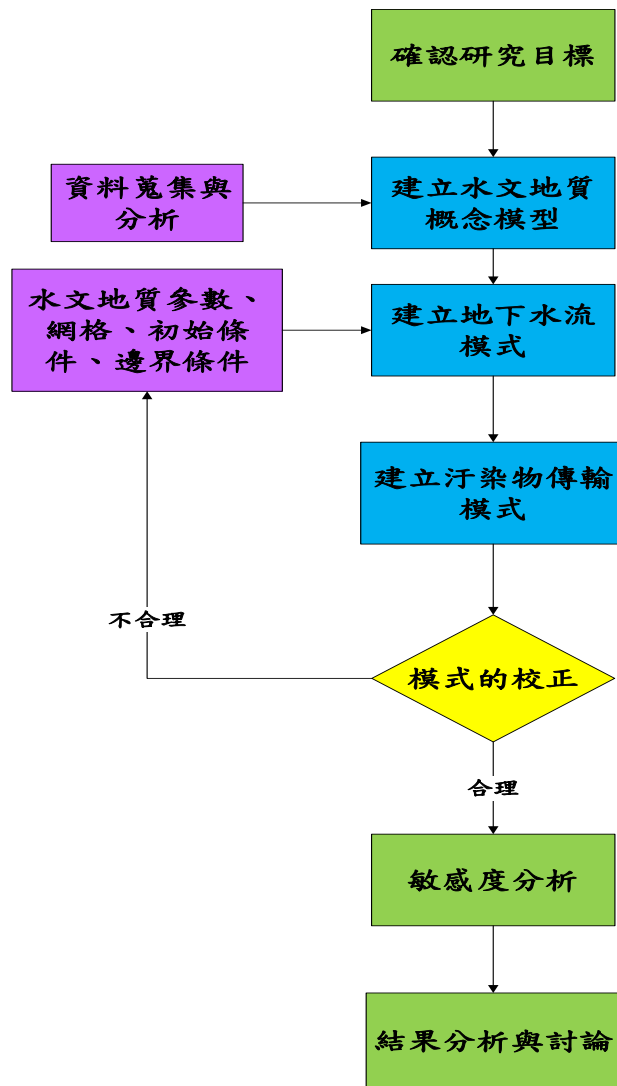 確認研究目標
資料蒐集與
分析
建立水文地質
概念模型
水文地質參數、
網格、初始條
件、邊界條件
建立地下水流
模式
建立汙染物傳輸
模式
不合理
模式的校正
合理
敏感度分析
結果分析與討論